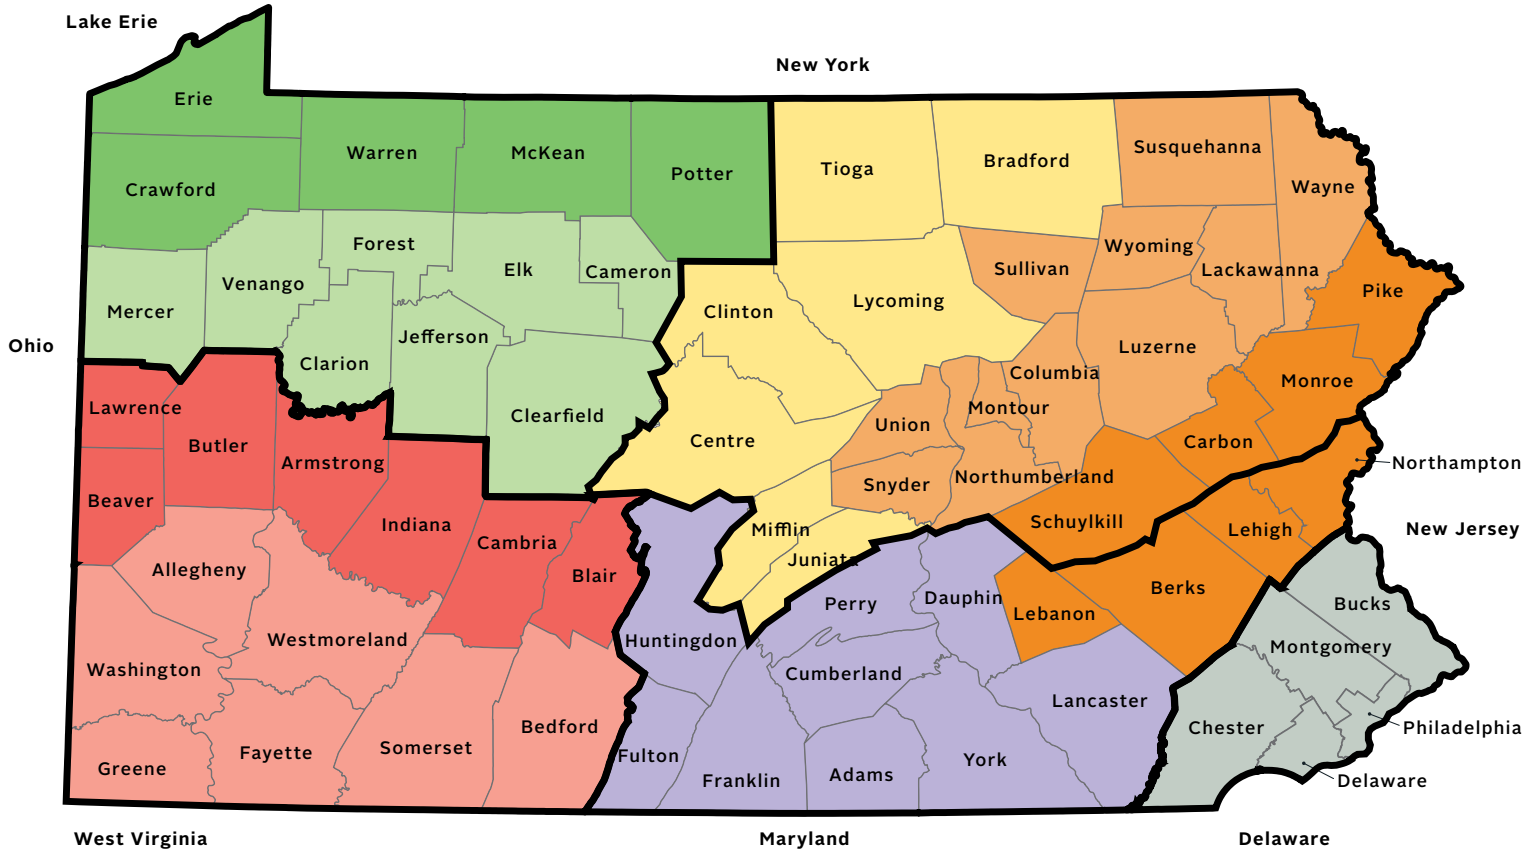 Lake Erie
New York
Erie
Susquehanna
Warren
McKean
Bradford
Tioga
Potter
Crawford
Wayne
Forest
Wyoming
Elk
Cameron
Sullivan
Lackawanna
Venango
Pike
Lycoming
Mercer
Clinton
Jefferson
Ohio
Luzerne
Clarion
Columbia
Monroe
Lawrence
Montour
Clearfield
Union
Centre
Carbon
Butler
Armstrong
Northampton
Northumberland
Snyder
Beaver
Indiana
Schuylkill
Mifflin
Lehigh
New Jersey
Cambria
Juniata
Allegheny
Blair
Berks
Dauphin
Perry
Bucks
Lebanon
Westmoreland
Huntingdon
Montgomery
Washington
Cumberland
Lancaster
Bedford
Chester
Philadelphia
Somerset
Fayette
Fulton
York
Greene
Adams
Franklin
Delaware
West Virginia
Maryland
Delaware